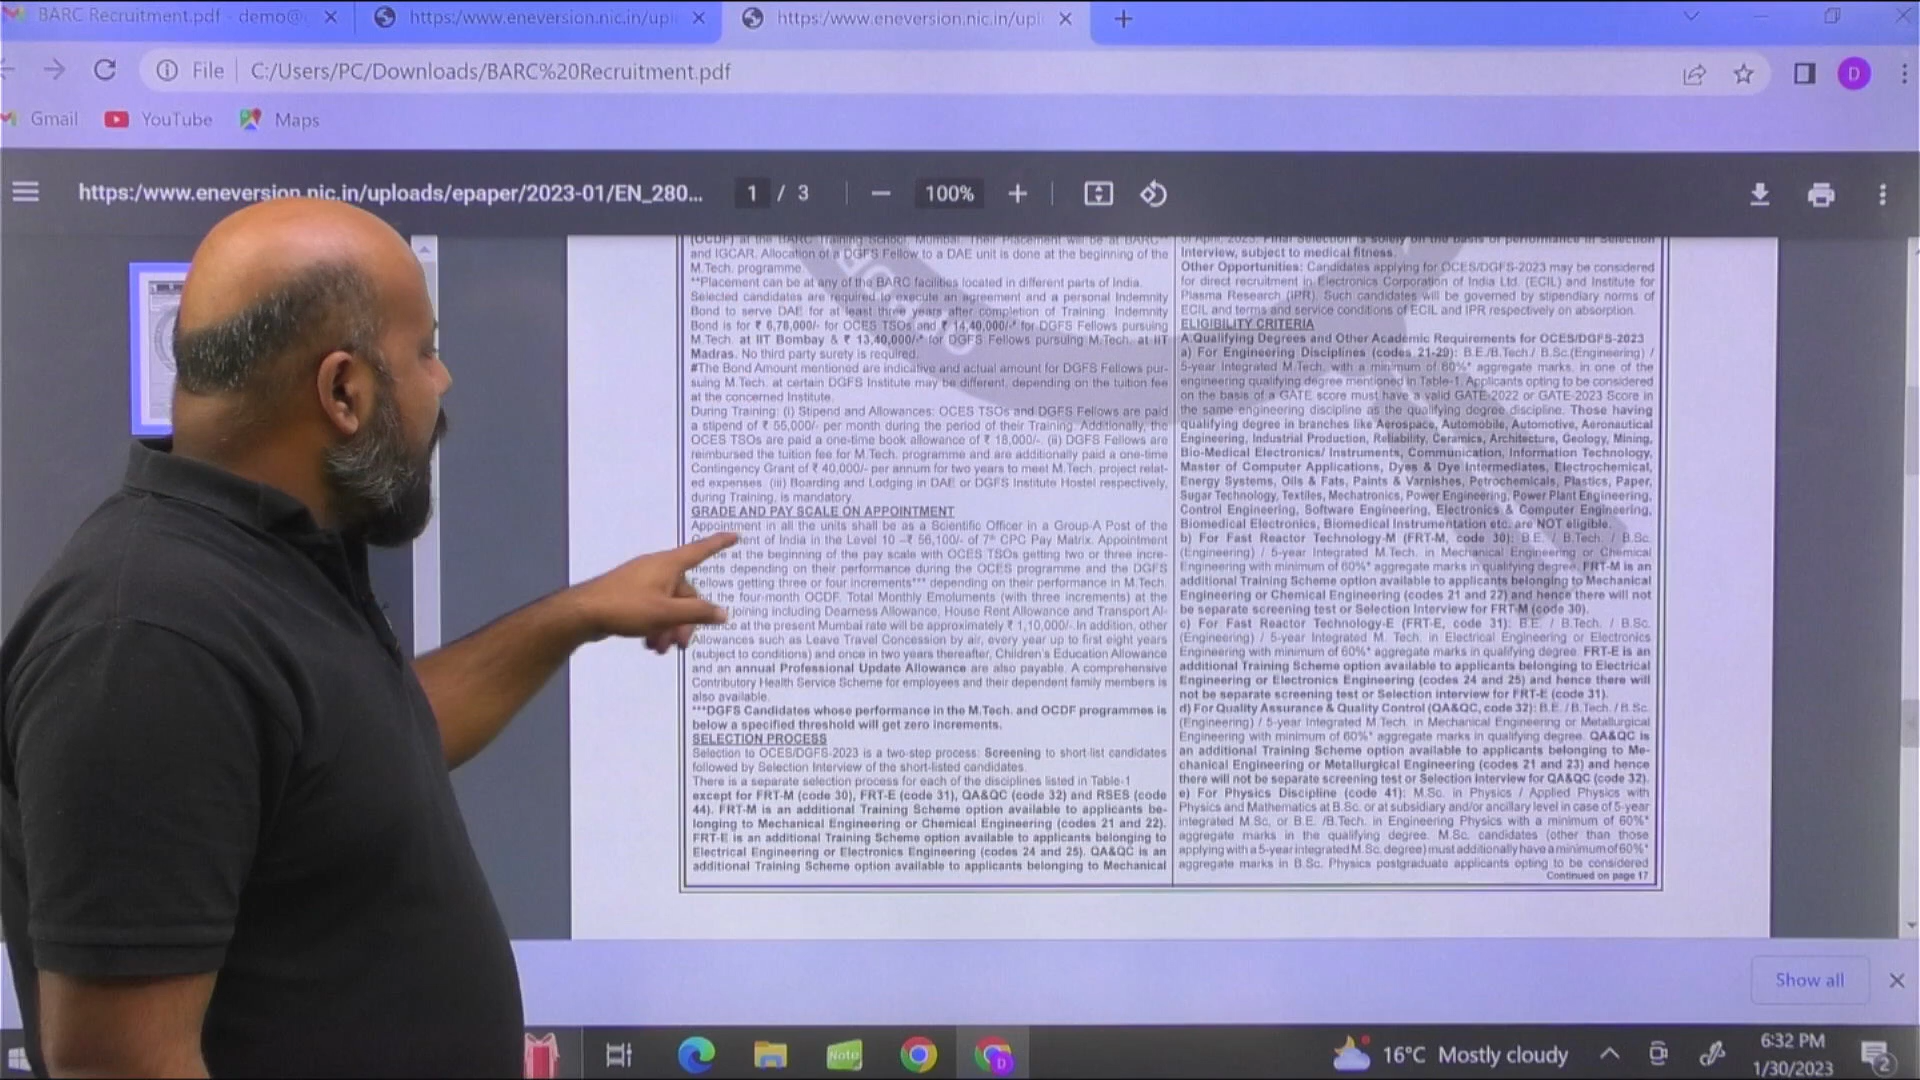 BARC Recruitment.pdf - demo@
https:/www.eneversion.nic.in/upl
https:/www.eneversion.nic.in/upl
File
C:/Users/PC/Downloads/BARC%20Recruitment.pdf
D
Gmail
YouTube
Maps
https:/www.eneversion.nic.in/uploads/epaper/2023-01/EN_280...
1 / 3
100%
(OCDF) at the BARC Training School, Mumbai. Their Placement will be at BARC**
and IGCAR. Allocation of a DGFS Fellow to a DAE unit is done at the beginning of the
M.Tech. programme.
**Placement can be at any of the BARC facilities located in different parts of India.
Selected candidates are required to execute an agreement and a personal Indemnity
Bond to serve DAE for at least three years after completion of Training. Indemnity
Bond is for ₹ 6,78,000/- for OCES TSOs and ₹ 14,40,000/-# for DGFS Fellows pursuing
M.Tech. at IIT Bombay & ₹ 13,40,000/-# for DGFS Fellows pursuing M.Tech. at IIT
Madras. No third party surety is required.
#The Bond Amount mentioned are indicative and actual amount for DGFS Fellows pur-
suing M.Tech. at certain DGFS Institute may be different, depending on the tuition fee
at the concerned Institute.
During Training: (i) Stipend and Allowances: OCES TSOs and DGFS Fellows are paid
a stipend of ₹ 55,000/- per month during the period of their Training. Additionally, the
OCES TSOs are paid a one-time book allowance of ₹ 18,000/-. (ii) DGFS Fellows are
reimbursed the tuition fee for M.Tech. programme and are additionally paid a one-time
Contingency Grant of ₹ 40,000/- per annum for two years to meet M.Tech. project relat-
ed expenses. (iii) Boarding and Lodging in DAE or DGFS Institute Hostel respectively,
during Training, is mandatory.
GRADE AND PAY SCALE ON APPOINTMENT
Appointment in all the units shall be as a Scientific Officer in a Group-A Post of the
of India in the Level 10 –₹ 56,100/- of 7th CPC Pay Matrix. Appointment
be at the beginning of the pay scale with OCES TSOs getting two or three incre-
ments depending on their performance during the OCES programme and the DGFS
Fellows getting three or four increments*** depending on their performance in M.Tech.
and the four-month OCDF. Total Monthly Emoluments (with three increments) at the
joining including Dearness Allowance, House Rent Allowance and Transport Al-
at the present Mumbai rate will be approximately ₹ 1,10,000/-. In addition, other
Allowances such as Leave Travel Concession by air, every year up to first eight years
(subject to conditions) and once in two years thereafter, Children's Education Allowance
and an annual Professional Update Allowance are also payable. A comprehensive
Contributory Health Service Scheme for employees and their dependent family members is
also available.
***DGFS Candidates whose performance in the M.Tech. and OCDF programmes is
below a specified threshold will get zero increments.
SELECTION PROCESS
Selection to OCES/DGFS-2023 is a two-step process: Screening to short-list candidates
followed by Selection Interview of the short-listed candidates.
There is a separate selection process for each of the disciplines listed in Table-1
except for FRT-M (code 30), FRT-E (code 31), QA&QC (code 32) and RSES (code
44). FRT-M is an additional Training Scheme option available to applicants be-
longing to Mechanical Engineering or Chemical Engineering (codes 21 and 22).
FRT-E is an additional Training Scheme option available to applicants belonging to
Electrical Engineering or Electronics Engineering (codes 24 and 25). QA&QC is an
additional Training Scheme option available to applicants belonging to Mechanical
of April, 2023. Final Selection is solely on the basis of performance in Selection
Interview, subject to medical fitness.
Other Opportunities: Candidates applying for OCES/DGFS-2023 may be considered
for direct recruitment in Electronics Corporation of India Ltd. (ECIL) and Institute for
Plasma Research (IPR). Such candidates will be governed by stipendiary norms of
ECIL and terms and service conditions of ECIL and IPR respectively on absorption.
ELIGIBILITY CRITERIA
A.Qualifying Degrees and Other Academic Requirements for OCES/DGFS-2023
a) For Engineering Disciplines (codes 21-29): B.E./B.Tech./ B.Sc.(Engineering) /
5-year Integrated M.Tech. with a minimum of 60%* aggregate marks, in one of the
engineering qualifying degree mentioned in Table-1. Applicants opting to be considered
on the basis of a GATE score must have a valid GATE-2022 or GATE-2023 Score in
the same engineering discipline as the qualifying degree discipline. Those having
qualifying degree in branches like Aerospace, Automobile, Automotive, Aeronautical
Engineering, Industrial Production, Reliability, Ceramics, Architecture, Geology, Mining,
Bio-Medical Electronics/ Instruments, Communication, Information Technology,
Master of Computer Applications, Dyes & Dye Intermediates, Electrochemical,
Energy Systems, Oils & Fats, Paints & Varnishes, Petrochemicals, Plastics, Paper,
Sugar Technology, Textiles, Mechatronics, Power Engineering, Power Plant Engineering,
Control Engineering, Software Engineering, Electronics & Computer Engineering,
Biomedical Electronics, Biomedical Instrumentation etc. are NOT eligible.
b) For Fast Reactor Technology-M (FRT-M, code 30): B.E. / B.Tech. / B.Sc.
(Engineering) / 5-year Integrated M.Tech. in Mechanical Engineering or Chemical
Engineering with minimum of 60%* aggregate marks in qualifying degree. FRT-M is an
additional Training Scheme option available to applicants belonging to Mechanical
Engineering or Chemical Engineering (codes 21 and 22) and hence there will not
be separate screening test or Selection Interview for FRT-M (code 30).
c) For Fast Reactor Technology-E (FRT-E, code 31): B.E. / B.Tech. / B.Sc.
(Engineering) / 5-year Integrated M. Tech. in Electrical Engineering or Electronics
Engineering with minimum of 60%* aggregate marks in qualifying degree. FRT-E is an
additional Training Scheme option available to applicants belonging to Electrical
Engineering or Electronics Engineering (codes 24 and 25) and hence there will
not be separate screening test or Selection interview for FRT-E (code 31).
d) For Quality Assurance & Quality Control (QA&QC, code 32): B.E. / B.Tech. / B.Sc.
(Engineering) / 5-year Integrated M.Tech. in Mechanical Engineering or Metallurgical
Engineering with minimum of 60%* aggregate marks in qualifying degree. QA&QC is
an additional Training Scheme option available to applicants belonging to Me-
chanical Engineering or Metallurgical Engineering (codes 21 and 23) and hence
there will not be separate screening test or Selection Interview for QA&QC (code 32).
e) For Physics Discipline (code 41): M.Sc. in Physics / Applied Physics with
Physics and Mathematics at B.Sc. or at subsidiary and/or ancillary level in case of 5-year
integrated M.Sc, or B.E. /B.Tech. in Engineering Physics with a minimum of 60%*
aggregate marks in the qualifying degree. M.Sc. candidates (other than those
applying with a 5-year integrated M.Sc. degree) must additionally have a minimum of 60%*
aggregate marks in B.Sc. Physics postgraduate applicants opting to be considered
Continued on page 17
Show all
Note
16°C Mostly cloudy
6:32 PM
1/30/2023
2